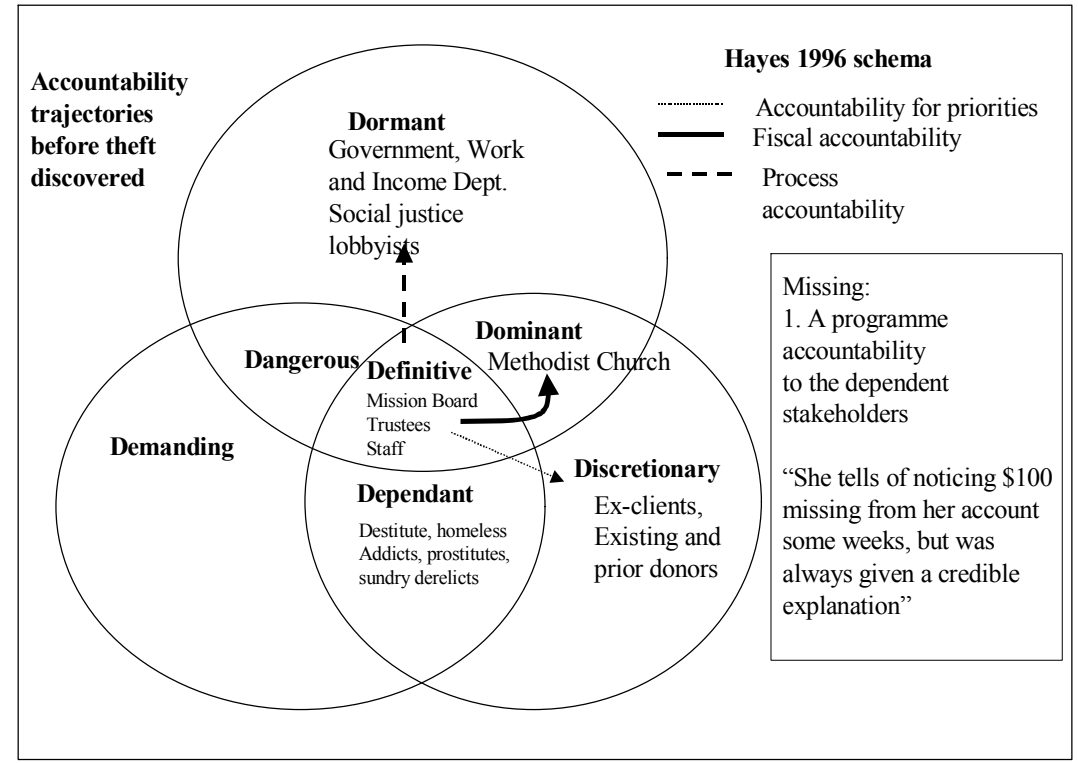 Accountability
trajectories
before theft
discovered
Hayes 1996 schema
Accountability for priorities
Fiscal accountability
Process
accountability
Dormant
Government, Work
and Income Dept.
Social justice
lobbyists
Dominant
Methodist Church
Dangerous
Definitive
Mission Board
Trustees
Staff
Demanding
Dependant
Destitute, homeless
Addicts, prostitutes,
sundry derelicts
Discretionary
Ex-clients,
Existing and
prior donors
Missing:
1. A programme
accountability
to the dependent
stakeholders
“She tells of noticing $100
missing from her account
some weeks, but was
always given a credible
explanation”